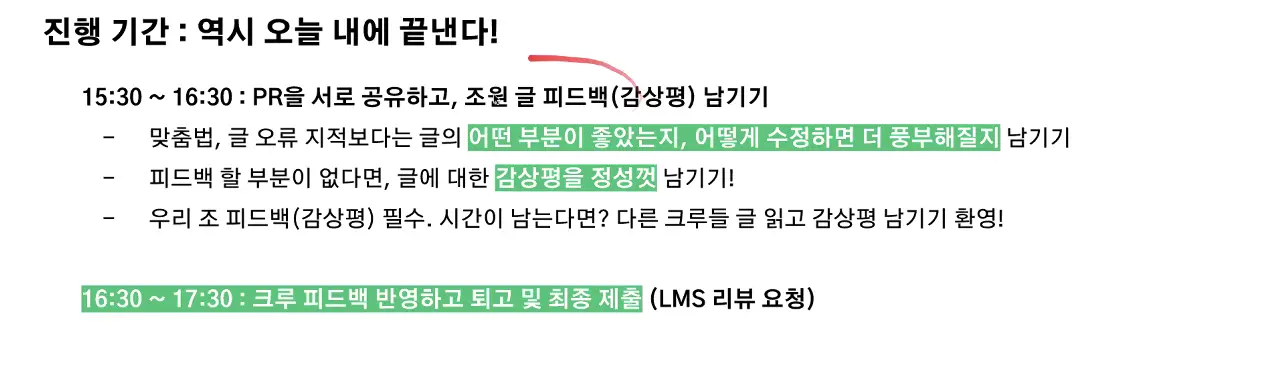 진행 기간 : 역시 오늘 내에 끝낸다!
15:30 ~ 16:30 : PR을 서로 공유하고, 조원 글 피드백(감상평) 남기기
- 맞춤법, 글 오류 지적보다는 글의 어떤 부분이 좋았는지, 어떻게 수정하면 더 풍부해질지 남기기
- 피드백 할 부분이 없다면, 글에 대한 감상평을 정성껏 남기기!
- 우리 조 피드백(감상평) 필수. 시간이 남는다면? 다른 크루들 글 읽고 감상평 남기기 환영!
16:30 ~ 17:30 : 크루 피드백 반영하고 퇴고 및 최종 제출 (LMS 리뷰 요청)